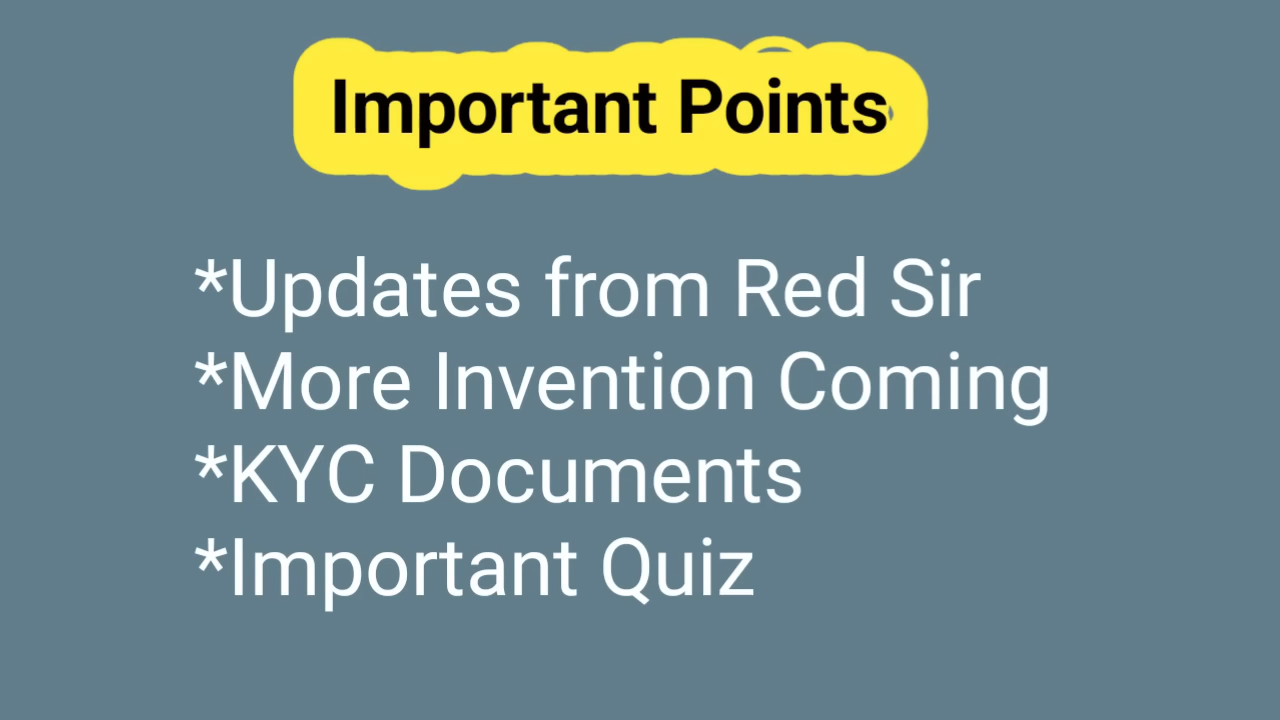 Important Points
*Updates from Red Sir
*More Invention Coming
*KYC Documents
*Important Quiz